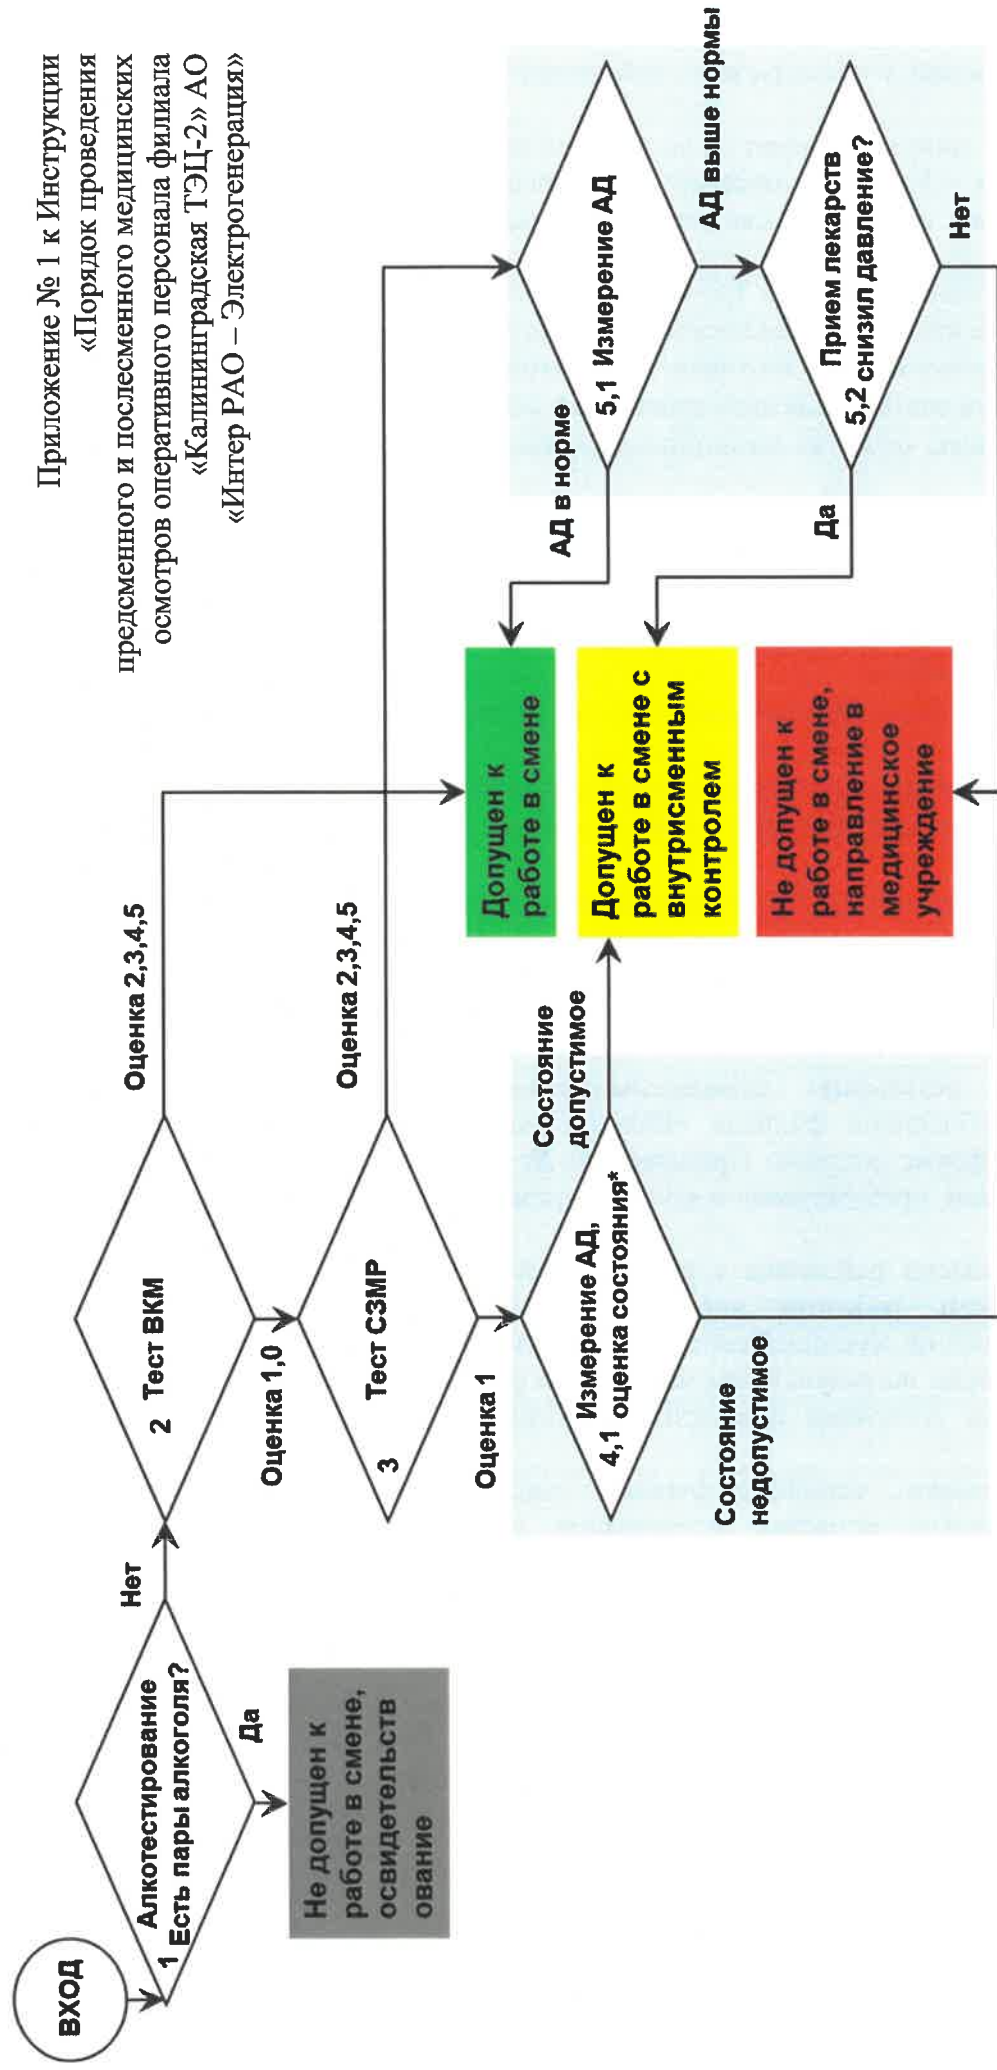 Приложение № 1 к Инструкции
«Порядок проведения
предсменного и послесменного медицинских
осмотров оперативного персонала филиала
«Калининградская ТЭЦ-2» АО
«Интер РАО – Электрогенерация»
ВХОД
1
Алкотестирование
Есть пары алкоголя?
Нет
Да
Не допущен к
работе в смене,
освидетельств
ование
2 Тест ВКМ
Оценка 2,3,4,5
Оценка 1,0
3 Тест СЗМР
Оценка 2,3,4,5
Оценка 1
4,1
Измерение АД,
оценка состояния*
Состояние
допустимое
Состояние
недопустимое
Допущен к
работе в смене
Допущен к
работе в смене с
внутрисменным
контролем
Не допущен к
работе в смене,
направление в
медицинское
учреждение
5,1 Измерение АД
АД в норме
АД выше нормы
5,2
Прием лекарств
снизил давление?
Да
Нет